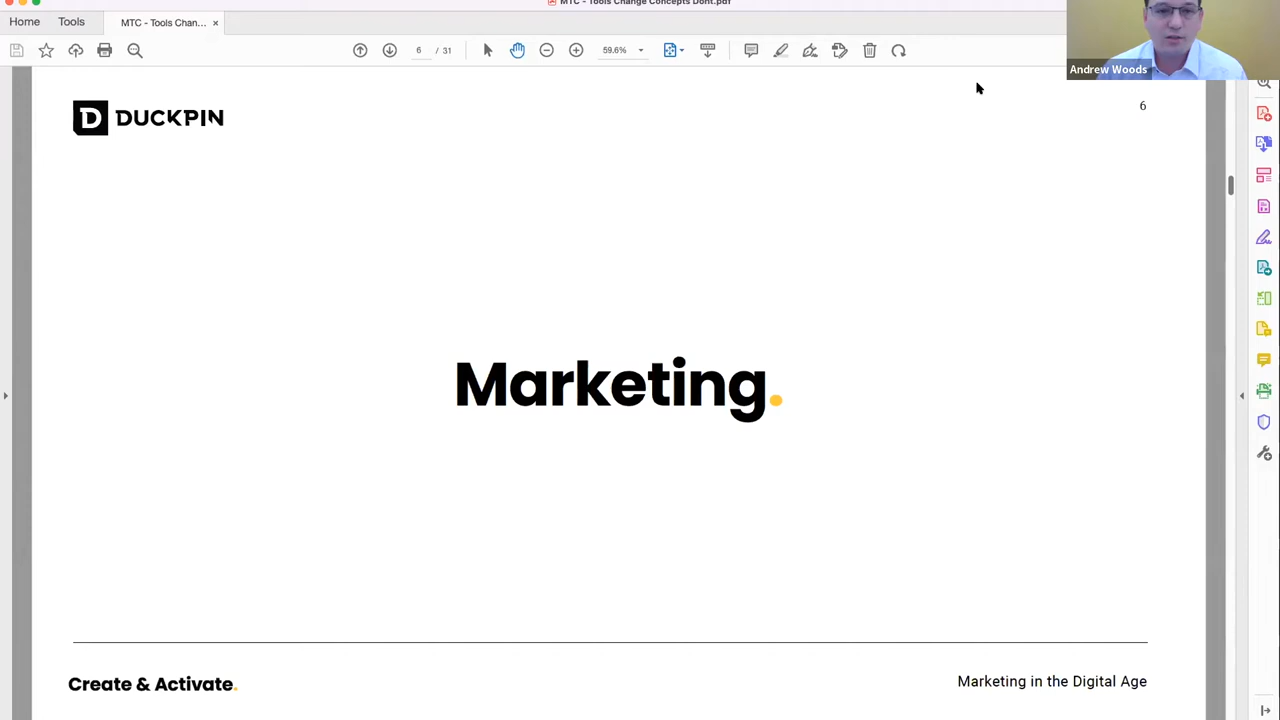 MTC - Tools Change Concepts Dont.pdf
Home
Tools
MTC - Tools Chan...
6 / 31
59.6%
Andrew Woods
D DUCKPIN
6
Marketing.
Create & Activate.
Marketing in the Digital Age